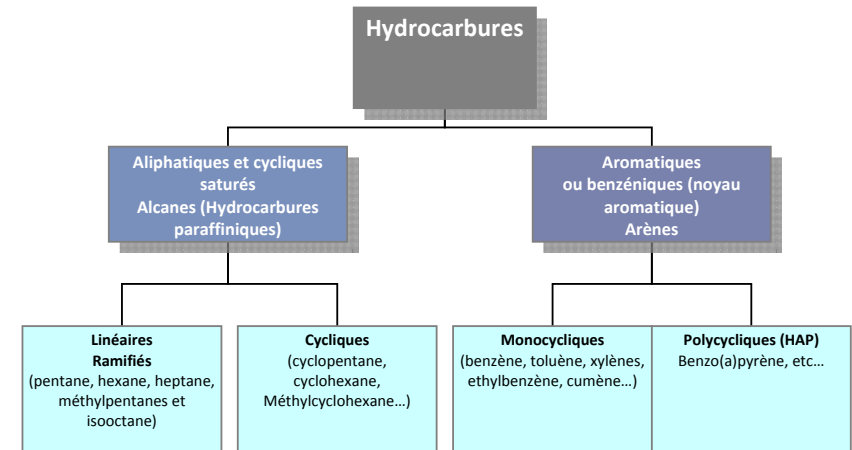 Hydrocarbures
Aliphatiques et cycliques
saturés
Alcanes (Hydrocarbures
paraffiniques)
Aromatiques
ou benzéniques (noyau
aromatique)
Arènes
Linéaires
Ramifiés
(pentane, hexane, heptane,
méthylpentanes et
isooctane)
Cycliques
(cyclopentane,
cyclohexane,
Méthylcyclohexane…)
Monocycliques
(benzène, toluène, xylènes,
ethylbenzène, cumène…)
Polycycliques (HAP)
Benzo(a)pyrène, etc…